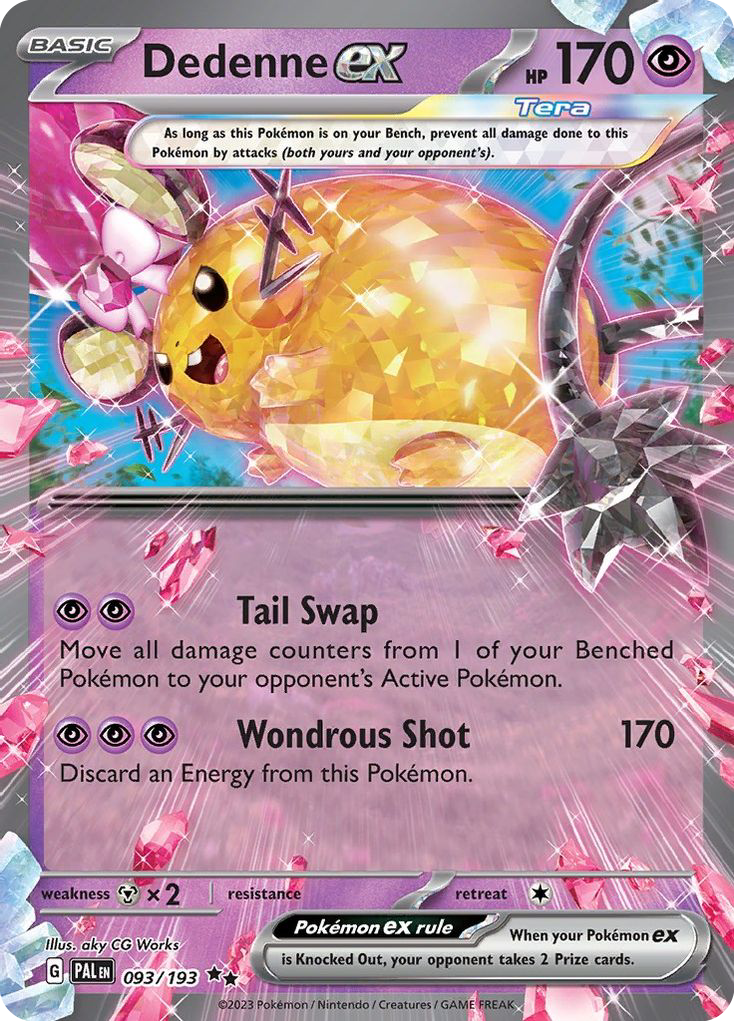 BASIC
Dedenne ex
HP 170
Tera
As long as this Pokémon is on your Bench, prevent all damage done to this
Pokémon by attacks (both yours and your opponent's).
Tail Swap
Move all damage counters from 1 of your Benched
Pokémon to your opponent's Active Pokémon.
Wondrous Shot 170
Discard an Energy from this Pokémon.
weakness ×2 resistance retreat
Illus. aky CG Works
Pokémon ex rule
When your Pokémon ex
is Knocked Out, your opponent takes 2 Prize cards.
G PAL EN 093/193
©2023 Pokémon / Nintendo / Creatures / GAME FREAK